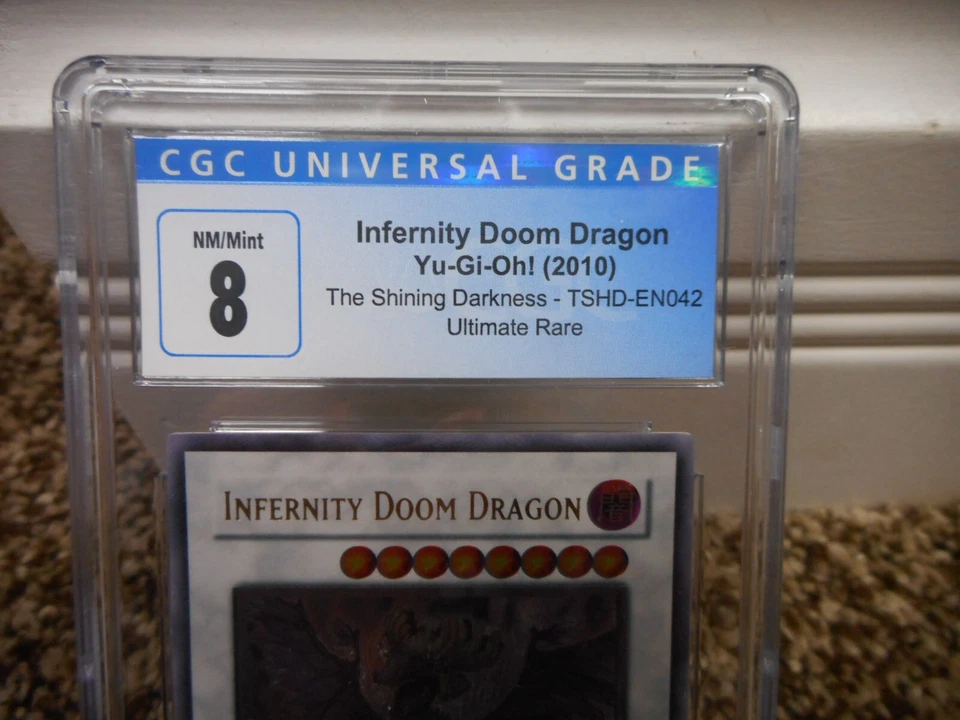 CGC UNIVERSAL GRADE
NM/Mint
8
Infernity Doom Dragon
Yu-Gi-Oh! (2010)
The Shining Darkness - TSHD-EN042
Ultimate Rare
INFERNITY DOOM DRAGON